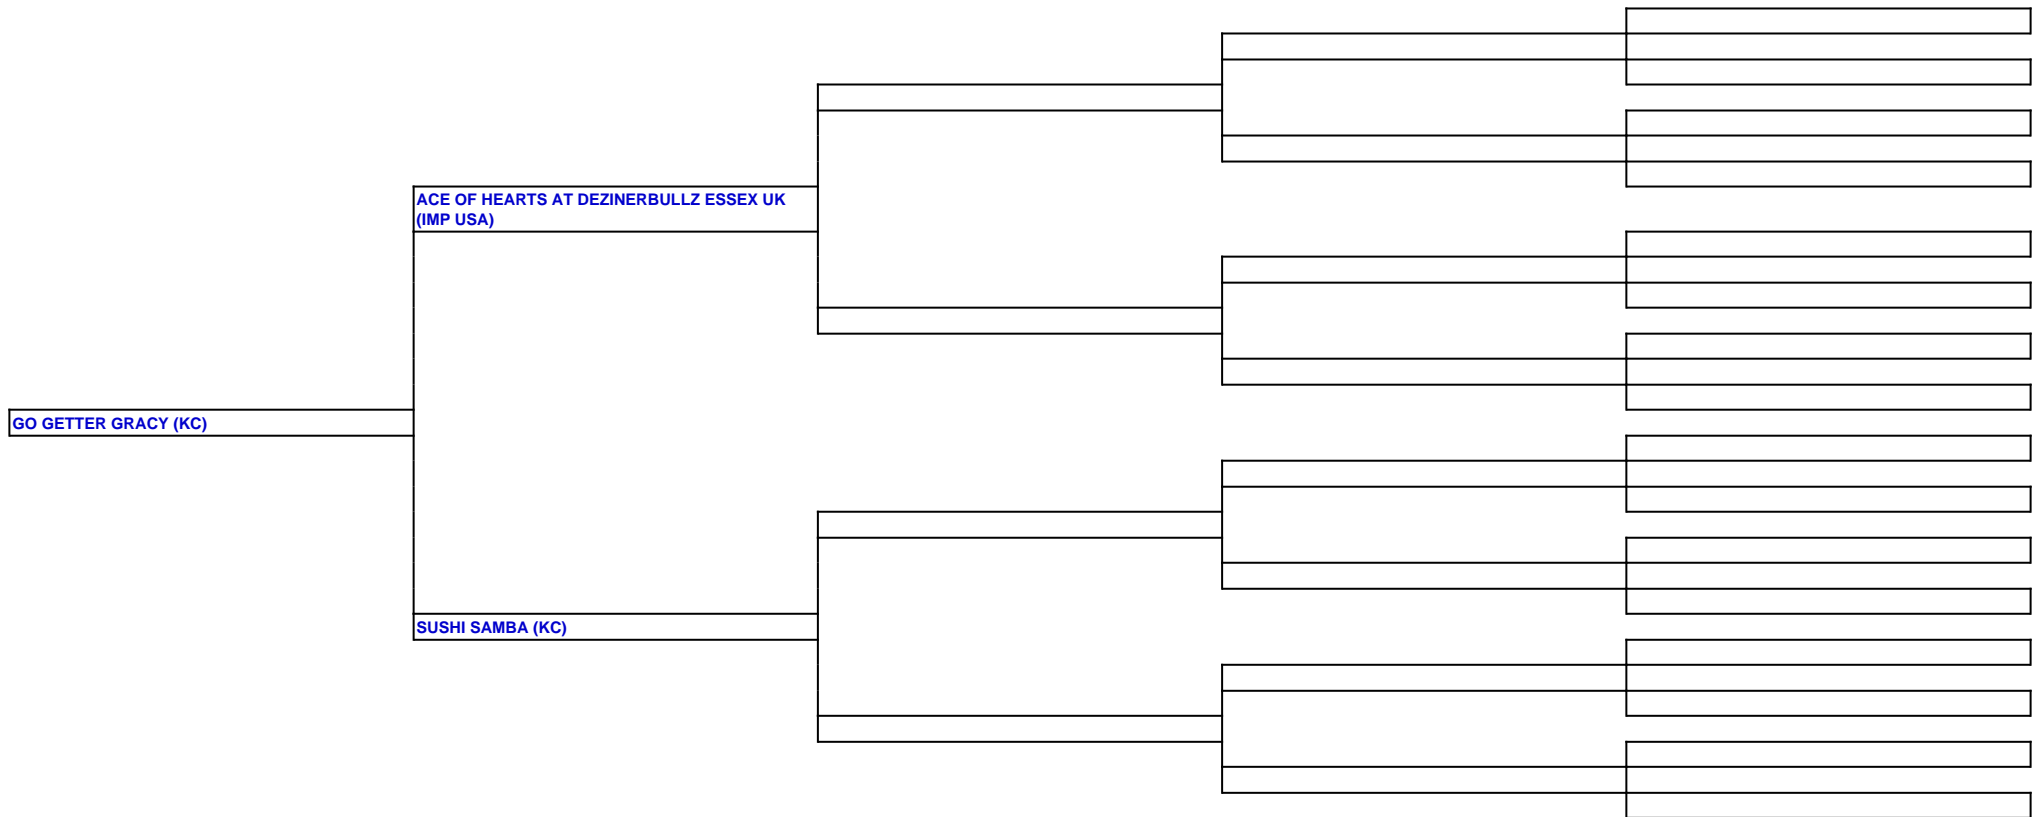 ACE OF HEARTS AT DEZINERBULLZ ESSEX UK
(IMP USA)
GO GETTER GRACY (KC)
SUSHI SAMBA (KC)